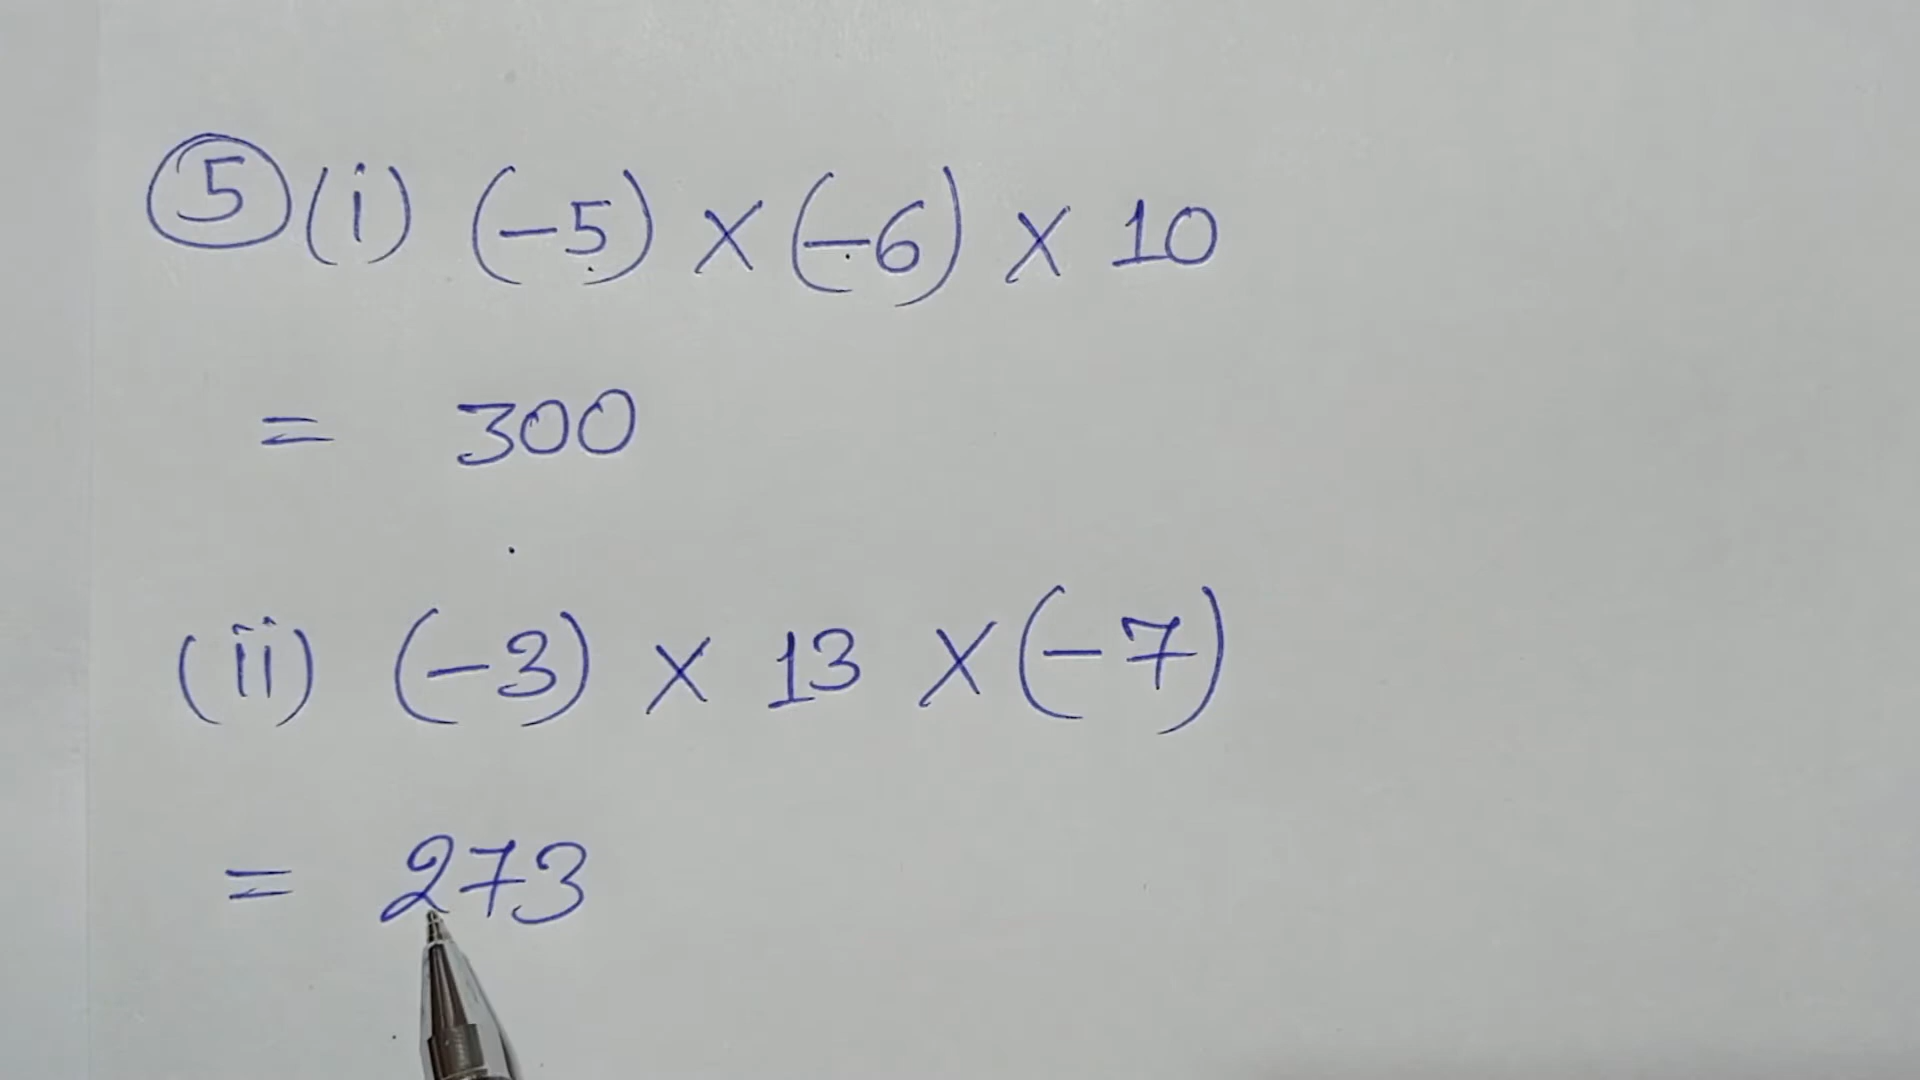 5 (i) (-5) × (-6) × 10
= 300
(ii) (-3) × 13 × (-7)
= 273